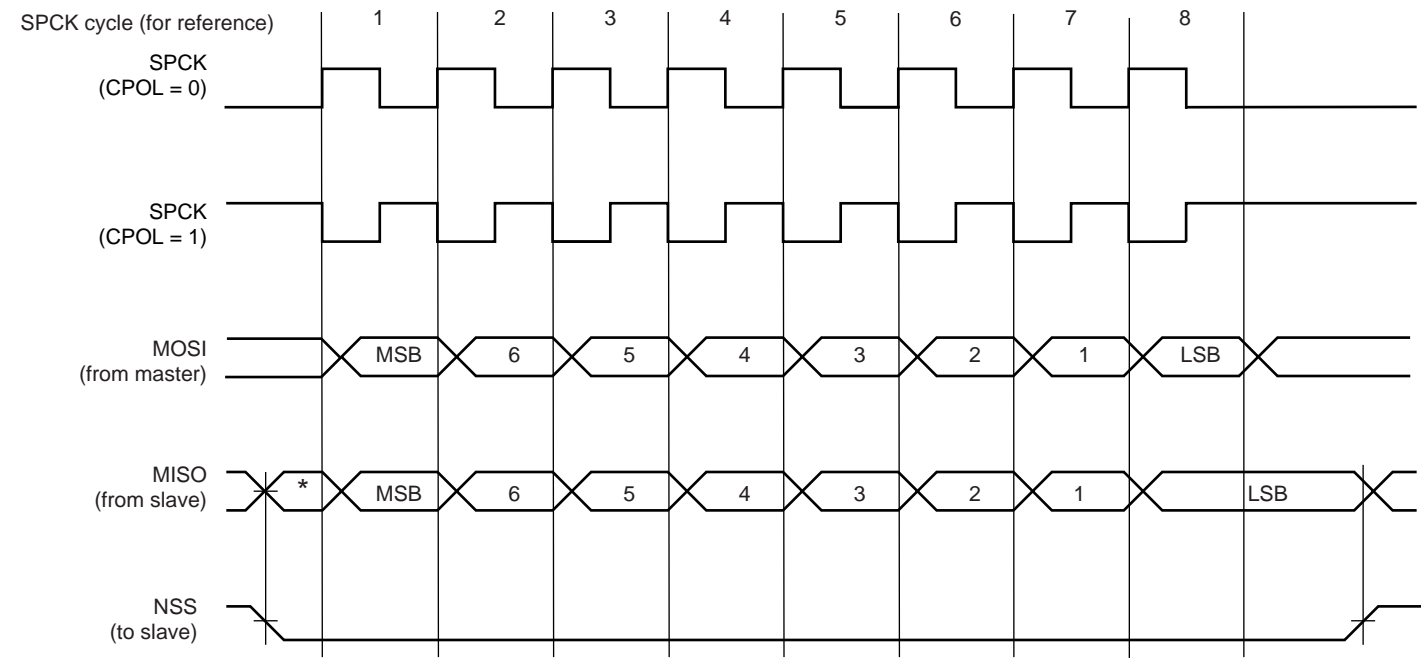 SPCK cycle (for reference)
1 2 3 4 5 6 7 8
SPCK
(CPOL = 0)
SPCK
(CPOL = 1)
MOSI
(from master)
MSB 6 5 4 3 2 1 LSB
MISO
(from slave)
* MSB 6 5 4 3 2 1 LSB
NSS
(to slave)